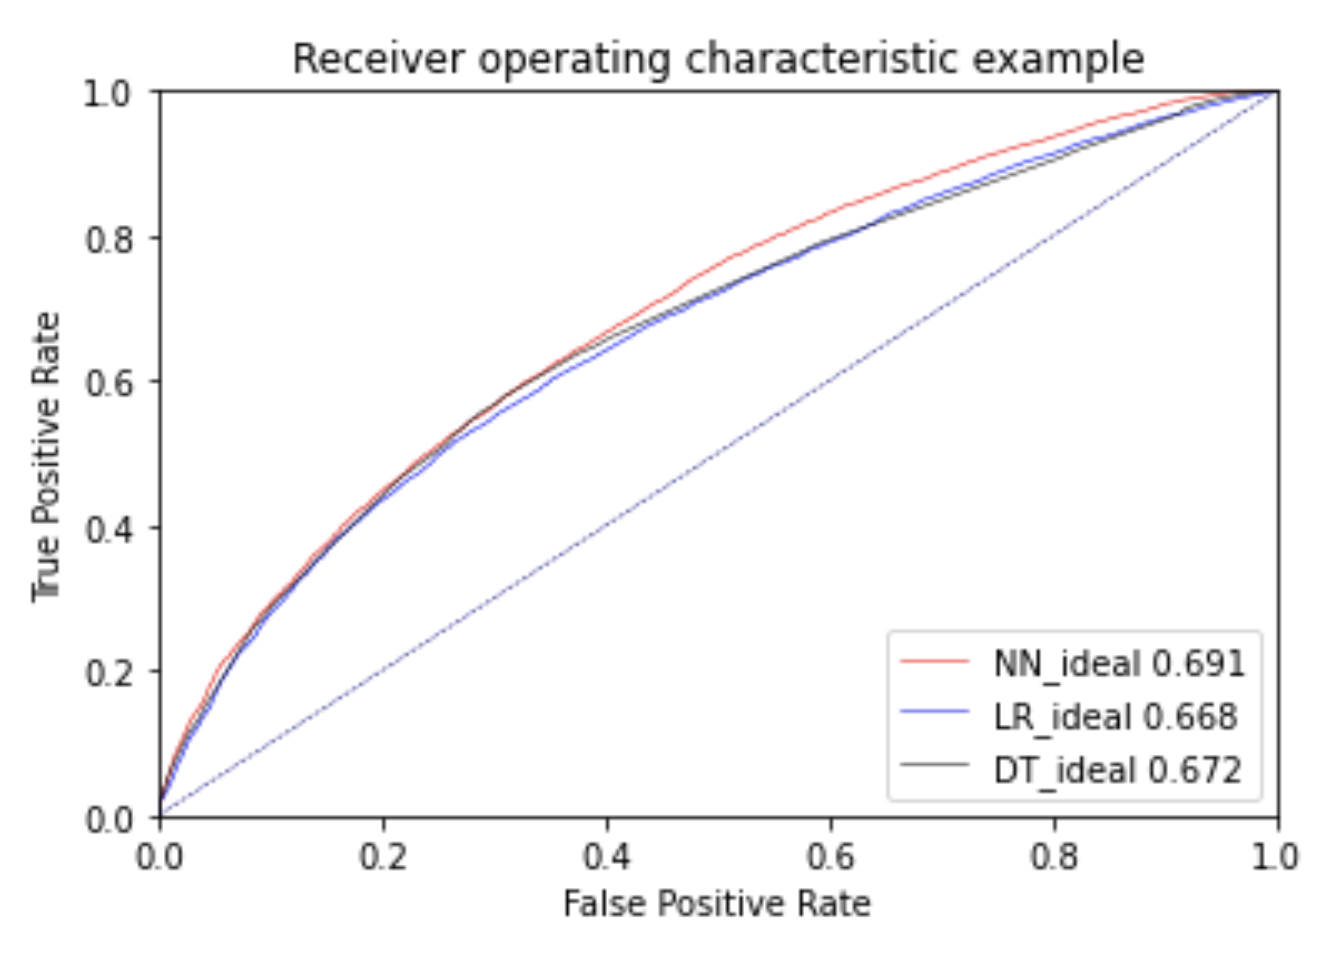 Receiver operating characteristic example
1.0
0.8
0.6
0.4
0.2
0.0
True Positive Rate
NN_ideal 0.691
LR_ideal 0.668
DT_ideal 0.672
0.0 0.2 0.4 0.6 0.8 1.0
False Positive Rate